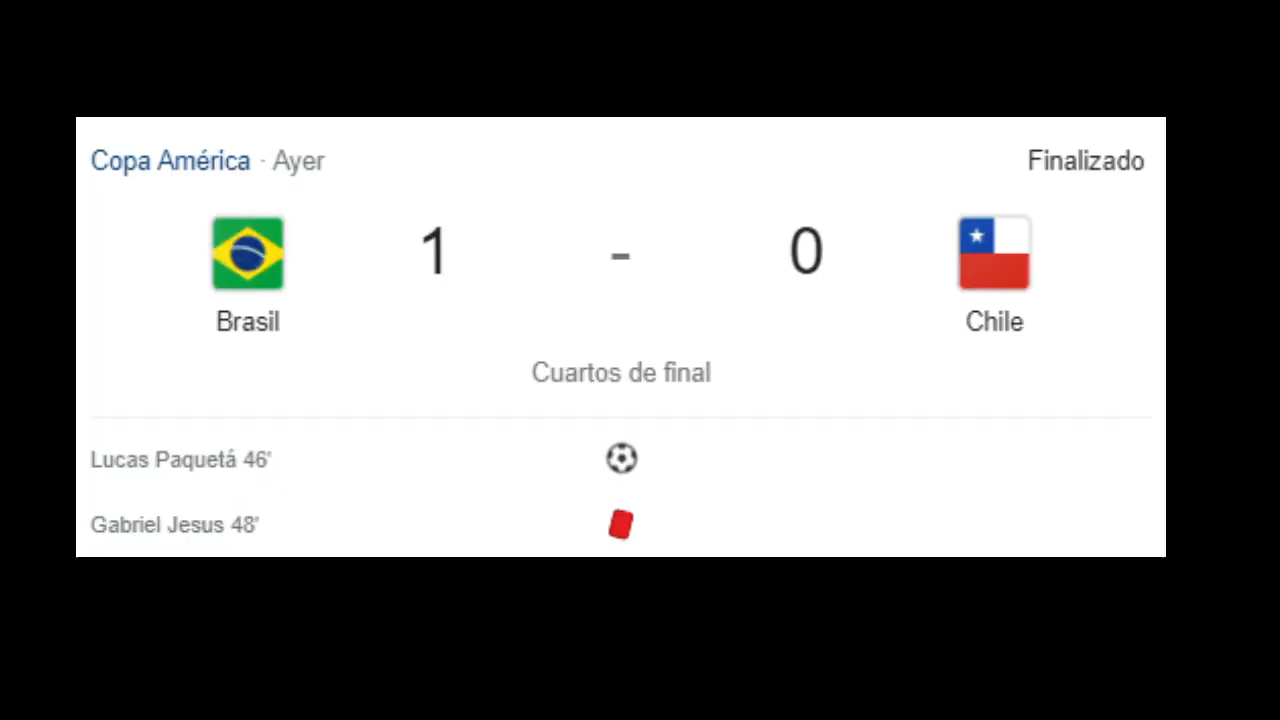 Copa América · Ayer Finalizado
1 - 0
Brasil Chile
Cuartos de final
Lucas Paquetá 46'
Gabriel Jesus 48'